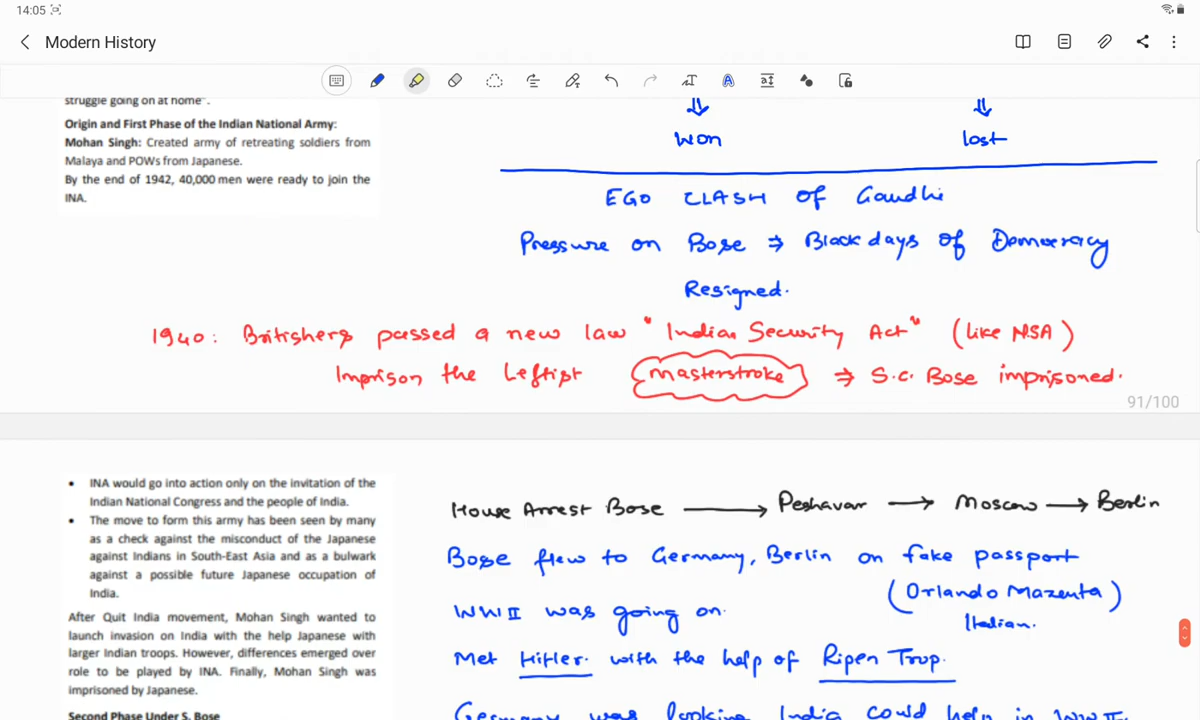 14:05
Modern History
struggle going on at home".
Origin and First Phase of the Indian National Army:
Mohan Singh: Created army of retreating soldiers from
Malaya and POWs from Japanese.
By the end of 1942, 40,000 men were ready to join the
INA.
won lost
EGO CLASH of Gandhi
Pressure on Bose ⇒ Black days of Democracy
Resigned.
1940: Britishers passed a new law "Indian Security Act" (like NSA)
Imprison the Leftist masterstroke ⇒ S.C. Bose imprisoned.
91/100
• INA would go into action only on the invitation of the
Indian National Congress and the people of India.
• The move to form this army has been seen by many
as a check against the misconduct of the Japanese
against Indians in South-East Asia and as a bulwark
against a possible future Japanese occupation of
India.
After Quit India movement, Mohan Singh wanted to
launch invasion on India with the help Japanese with
larger Indian troops. However, differences emerged over
role to be played by INA. Finally, Mohan Singh was
imprisoned by Japanese.
Second Phase Under S. Bose
House Arrest Bose → Peshavar → Moscow → Berlin
Bose flew to Germany, Berlin on fake passport
(Orlando Mazenta)
Italian.
WWII was going on.
Met Hitler. with the help of Ripen Trop.
Germany was looking India could help in WWII